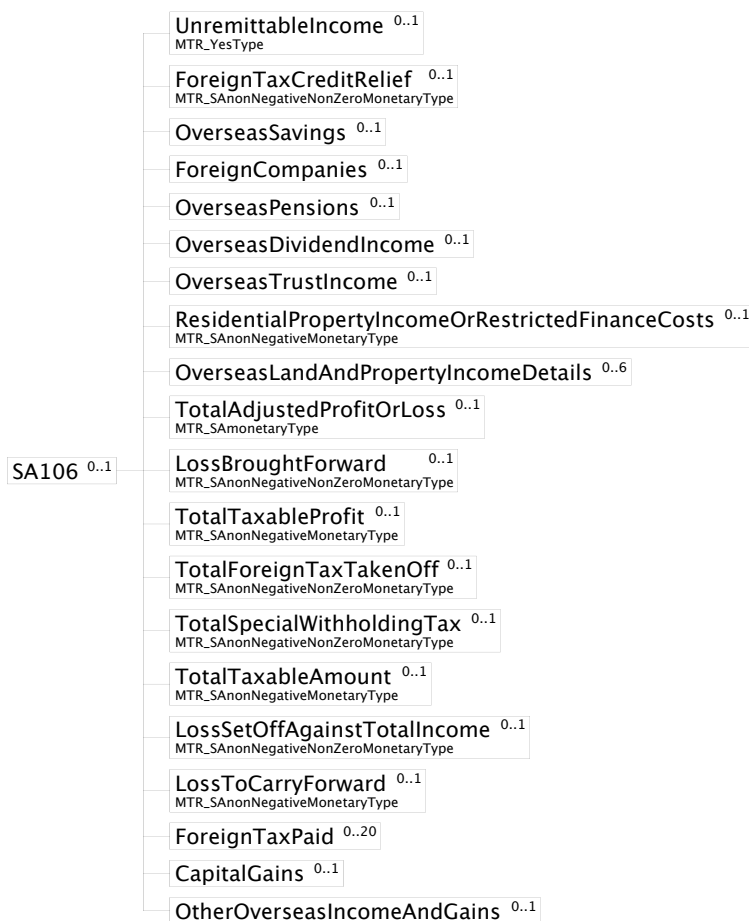 UnremittableIncome 0..1
MTR_YesType
ForeignTaxCreditRelief 0..1
MTR_SAnonNegativeNonZeroMonetaryType
OverseasSavings 0..1
ForeignCompanies 0..1
OverseasPensions 0..1
OverseasDividendIncome 0..1
OverseasTrustIncome 0..1
ResidentialPropertyIncomeOrRestrictedFinanceCosts 0..1
MTR_SAnonNegativeMonetaryType
OverseasLandAndPropertyIncomeDetails 0..6
TotalAdjustedProfitOrLoss 0..1
MTR_SAmonetaryType
SA106 0..1
LossBroughtForward 0..1
MTR_SAnonNegativeNonZeroMonetaryType
TotalTaxableProfit 0..1
MTR_SAnonNegativeMonetaryType
TotalForeignTaxTakenOff 0..1
MTR_SAnonNegativeNonZeroMonetaryType
TotalSpecialWithholdingTax 0..1
MTR_SAnonNegativeNonZeroMonetaryType
TotalTaxableAmount 0..1
MTR_SAnonNegativeMonetaryType
LossSetOffAgainstTotalIncome 0..1
MTR_SAnonNegativeNonZeroMonetaryType
LossToCarryForward 0..1
MTR_SAnonNegativeMonetaryType
ForeignTaxPaid 0..20
CapitalGains 0..1
OtherOverseasIncomeAndGains 0..1